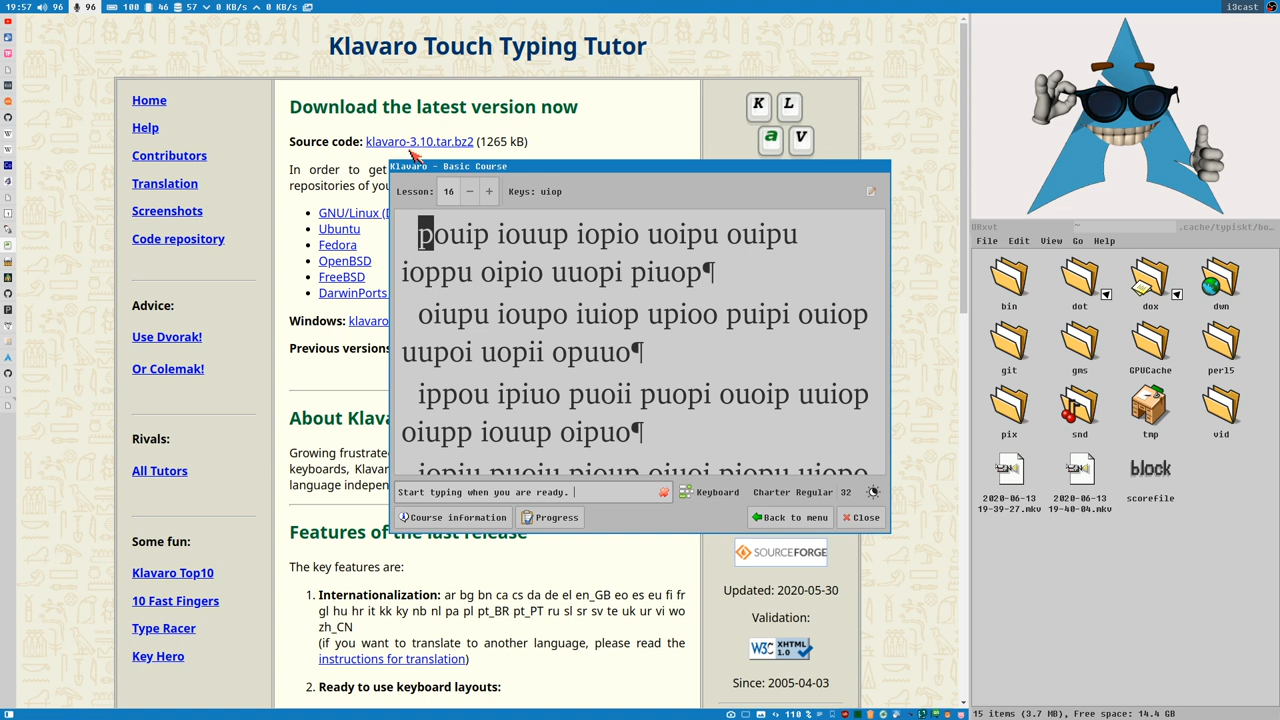 19:57 96 96 100 46 57 0 KB/s 0 KB/s
i3cast
Klavaro Touch Typing Tutor
Home
Help
Contributors
Translation
Screenshots
Code repository
Advice:
Use Dvorak!
Or Colemak!
Rivals:
All Tutors
Some fun:
Klavaro Top10
10 Fast Fingers
Type Racer
Key Hero
Download the latest version now
Source code: klavaro-3.10.tar.bz2 (1265 kB)
In order to get
repositories of you
GNU/Linux (D
Ubuntu
Fedora
OpenBSD
FreeBSD
DarwinPorts
Windows: klavaro
Previous versions
About Kla
Growing frustrate
keyboards, Klavar
language indepen
Features of the last release
The key features are:
1. Internationalization: ar bg bn ca cs da de el en_GB eo es eu fi fr
gl hu hr it kk ky nb nl pa pl pt_BR pt_PT ru sl sr sv te uk ur vi wo
zh_CN
(if you want to translate to another language, please read the
instructions for translation)
2. Ready to use keyboard layouts:
K L
a V
Klavaro - Basic Course
Lesson: 16 − + Keys: uiop
pouip iouup iopio uoipu ouipu
ioppu oipio uuopi piuop¶
oiupu ioupo iuiop upioo puipi ouiop
uupoi uopii opuuo¶
ippou ipiuo puoii puopi ouoip uuiop
oiupp iouup oipuo¶
iopiu puoiu pioup oiuoi piopu uiopo
Start typing when you are ready.
Keyboard Charter Regular 32
Course information Progress Back to menu Close
SOURCEFORGE
Updated: 2020-05-30
Validation:
W3C XHTML 1.0
Since: 2005-04-03
URxvt ~ .cache/typiskt/bo...
File Edit View Go Help
bin dot dox dwn
git gms GPUCache perl5
pix snd tmp vid
2020-06-13 2020-06-13 block scorefile
19-39-27.mkv 19-40-04.mkv
110
15 items (3.7 MB), Free space: 14.4 GB